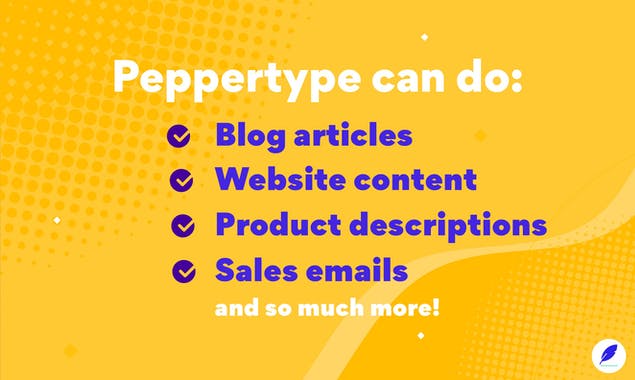 Peppertype can do:
Blog articles
Website content
Product descriptions
Sales emails
and so much more!